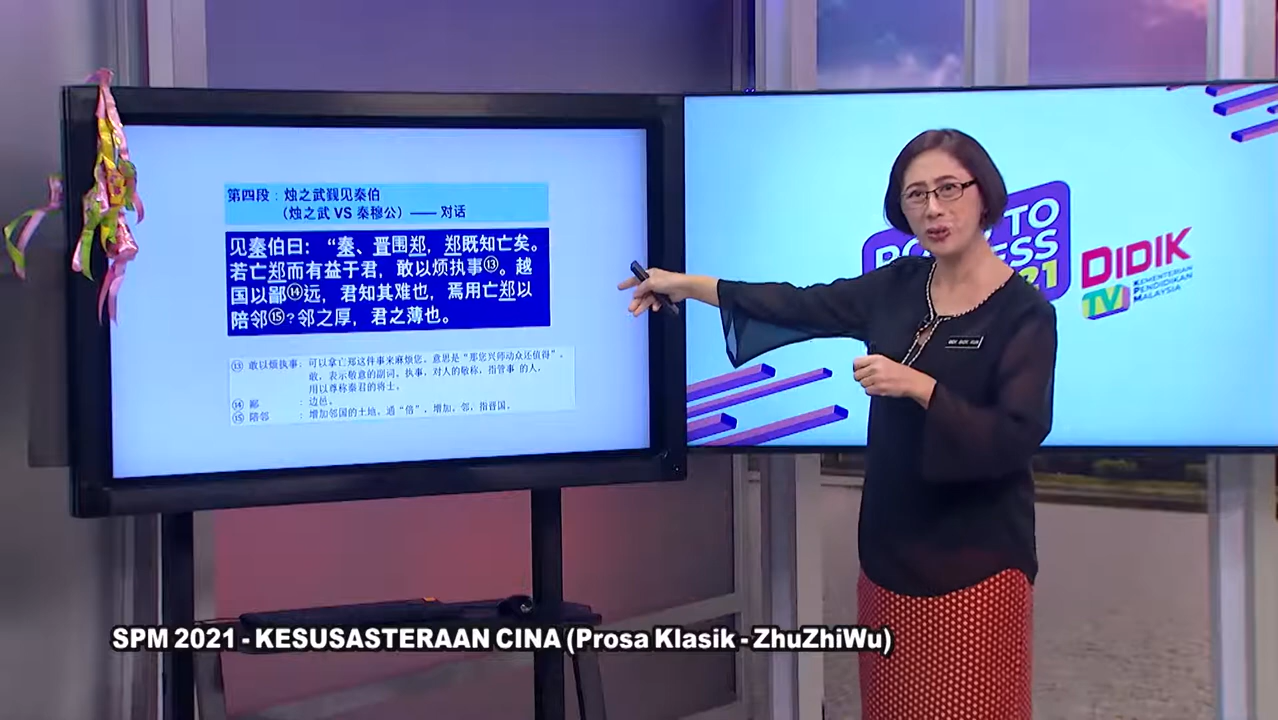 第四段：烛之武觐见秦伯
（烛之武 VS 秦穆公）—— 对话
见秦伯曰：“秦、晋围郑，郑既知亡矣。
若亡郑而有益于君，敢以烦执事⑬。越
国以鄙⑭远，君知其难也，焉用亡郑以
陪邻⑮?邻之厚，君之薄也。
⑬ 敢以烦执事：可以拿亡郑这件事来麻烦您。意思是“那您兴师动众还值得”。
敢，表示敬意的副词。执事，对人的敬称，指管事 的人，
用以尊称秦君的将士。
⑭ 鄙 ：边邑。
⑮ 陪邻 ：增加邻国的土地。通“倍”，增加。邻，指晋国。
TO
21
DIDIK
TV
KEMENTERIAN
PENDIDIKAN
MALAYSIA
SPM 2021 - KESUSASTERAAN CINA (Prosa Klasik - ZhuZhiWu)